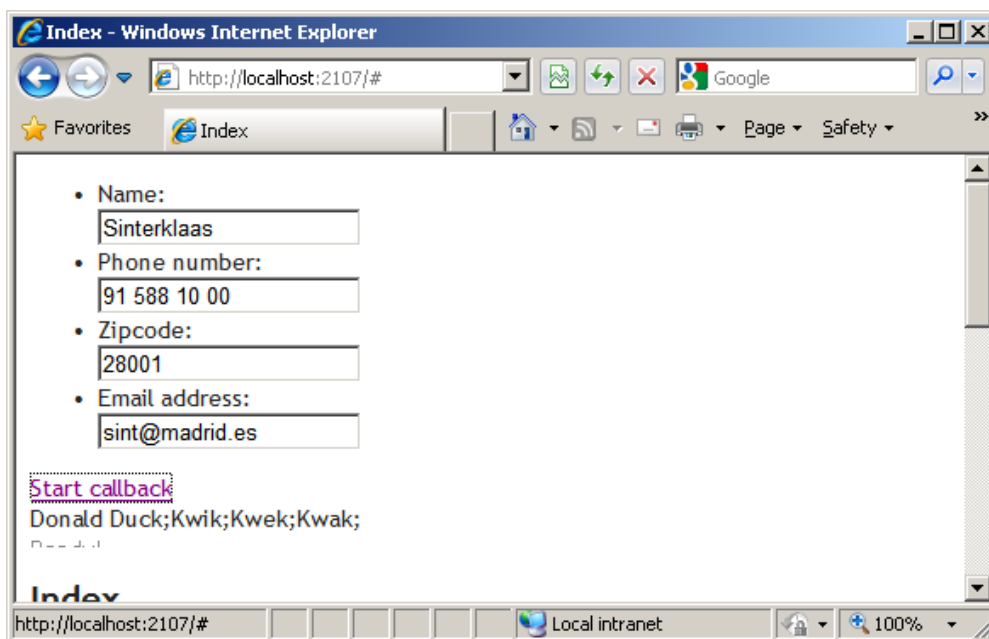 Index - Windows Internet Explorer
http://localhost:2107/#
Google
Favorites
Index
Page
Safety
»
• Name:
Sinterklaas
• Phone number:
91 588 10 00
• Zipcode:
28001
• Email address:
sint@madrid.es
Start callback
Donald Duck;Kwik;Kwek;Kwak;
Index
http://localhost:2107/#
Local intranet
100%